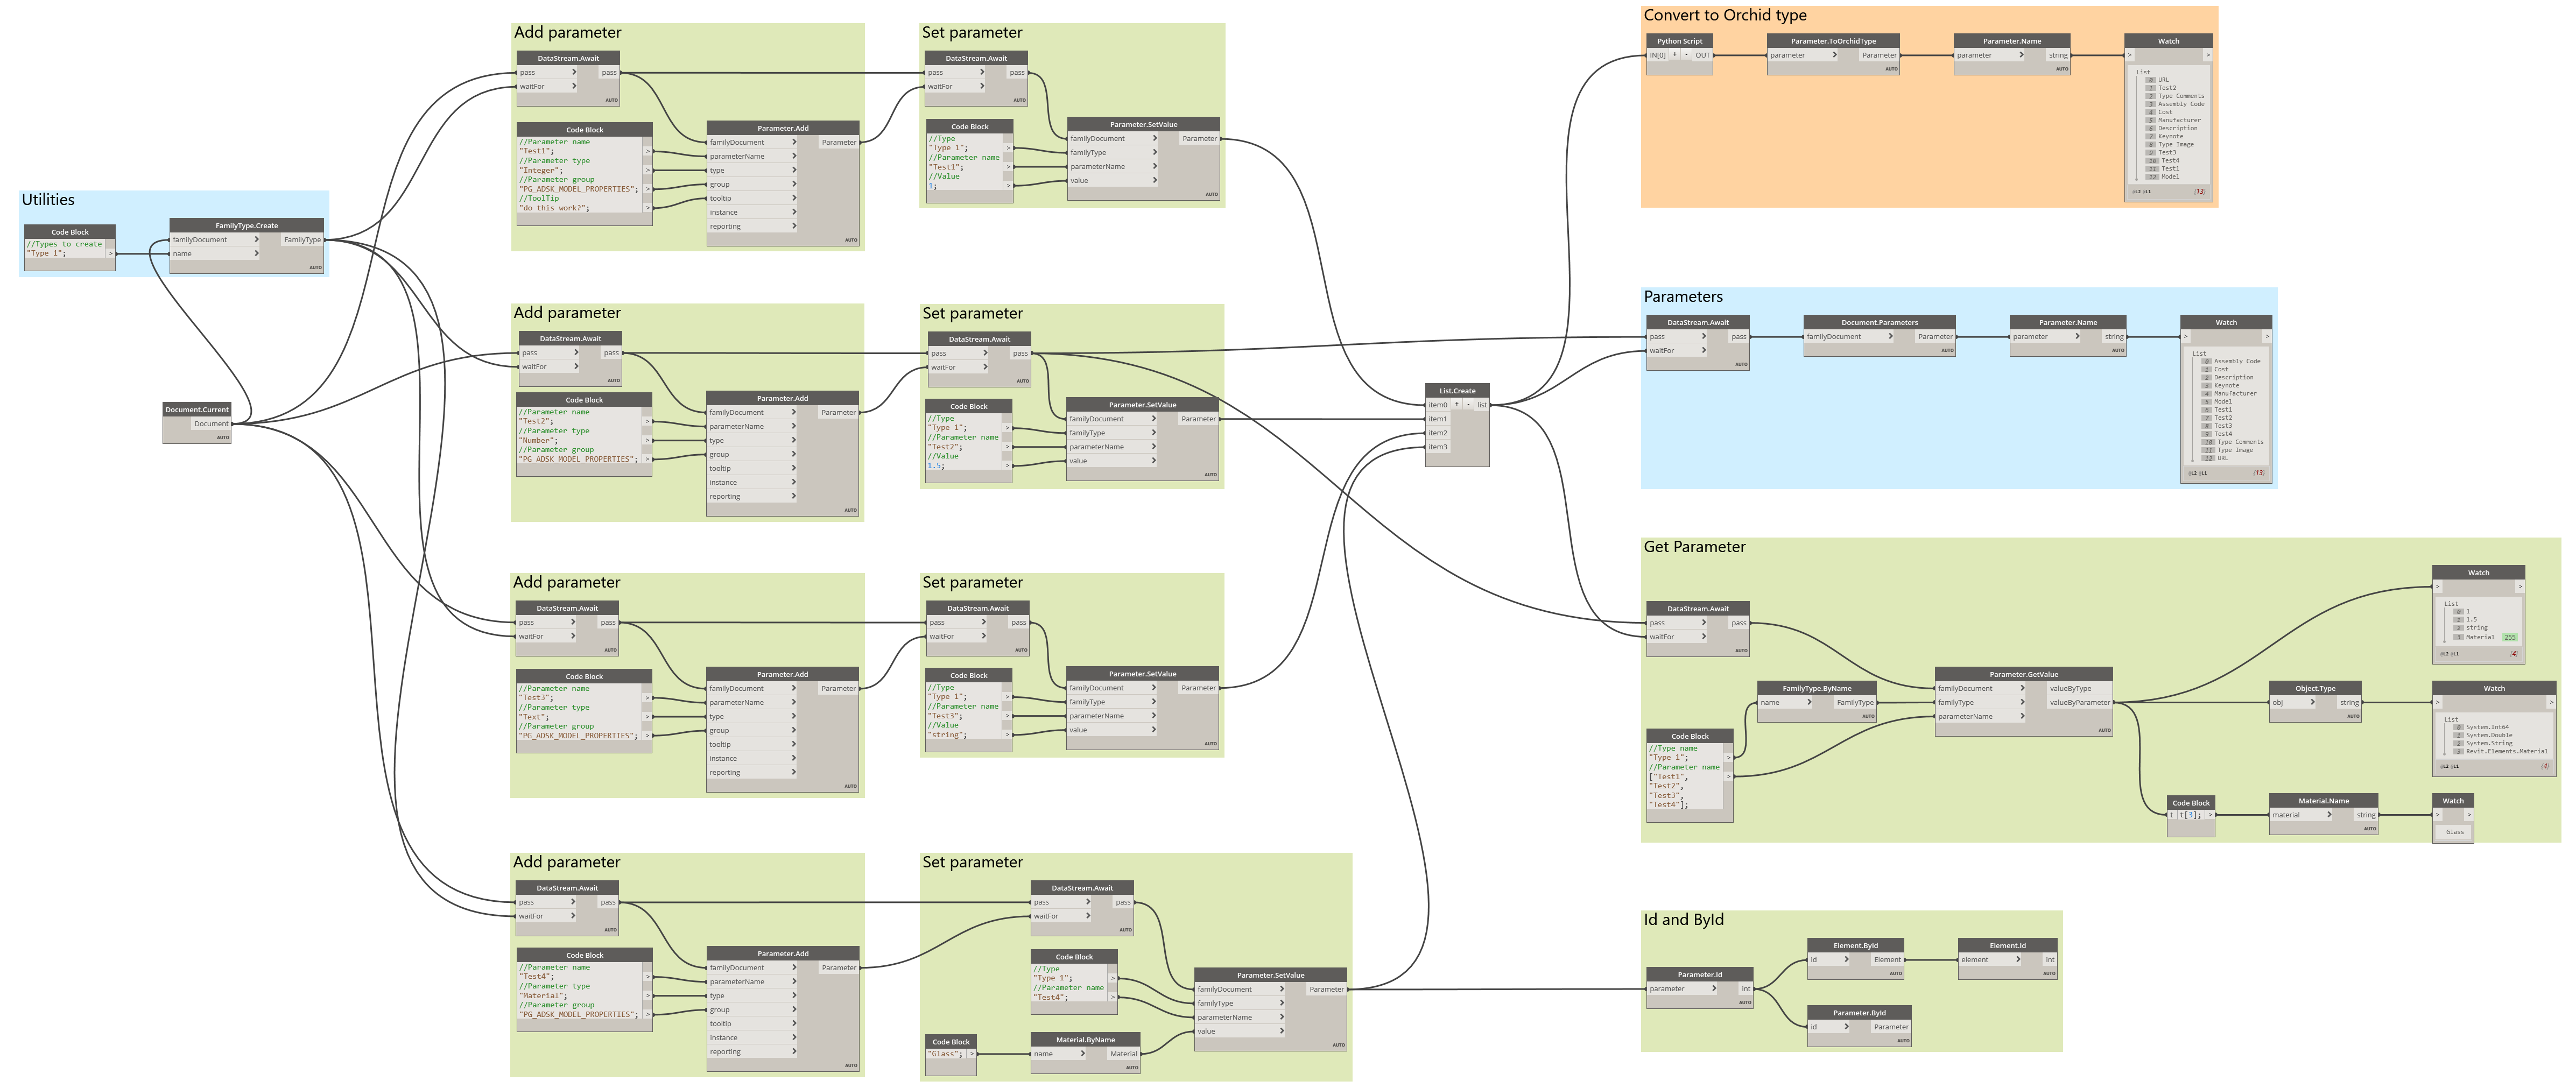 Utilities
Code Block
//Types to create
"Type 1";
>
FamilyType.Create
familyDocument > FamilyType
name >
AUTO
Document.Current
Document
AUTO
Add parameter
DataStream.Await
pass > pass
waitFor >
AUTO
Code Block
//Parameter name
"Test1"; >
//Parameter type
"Integer"; >
//Parameter group
"PG_ADSK_MODEL_PROPERTIES"; >
//ToolTip
"do this work?"; >
Parameter.Add
familyDocument > Parameter
parameterName >
type >
group >
tooltip >
instance >
reporting >
AUTO
Set parameter
DataStream.Await
pass > pass
waitFor >
AUTO
Code Block
//Type
"Type 1"; >
//Parameter name
"Test1"; >
//Value
1; >
Parameter.SetValue
familyDocument > Parameter
familyType >
parameterName >
value >
AUTO
Add parameter
DataStream.Await
pass > pass
waitFor >
AUTO
Code Block
//Parameter name
"Test2"; >
//Parameter type
"Number"; >
//Parameter group
"PG_ADSK_MODEL_PROPERTIES"; >
Parameter.Add
familyDocument > Parameter
parameterName >
type >
group >
tooltip >
instance >
reporting >
AUTO
Set parameter
DataStream.Await
pass > pass
waitFor >
AUTO
Code Block
//Type
"Type 1"; >
//Parameter name
"Test2"; >
//Value
1.5; >
Parameter.SetValue
familyDocument > Parameter
familyType >
parameterName >
value >
AUTO
Add parameter
DataStream.Await
pass > pass
waitFor >
AUTO
Code Block
//Parameter name
"Test3"; >
//Parameter type
"Text"; >
//Parameter group
"PG_ADSK_MODEL_PROPERTIES"; >
Parameter.Add
familyDocument > Parameter
parameterName >
type >
group >
tooltip >
instance >
reporting >
AUTO
Set parameter
DataStream.Await
pass > pass
waitFor >
AUTO
Code Block
//Type
"Type 1"; >
//Parameter name
"Test3"; >
//Value
"string"; >
Parameter.SetValue
familyDocument > Parameter
familyType >
parameterName >
value >
AUTO
Add parameter
DataStream.Await
pass > pass
waitFor >
AUTO
Code Block
//Parameter name
"Test4"; >
//Parameter type
"Material"; >
//Parameter group
"PG_ADSK_MODEL_PROPERTIES"; >
Parameter.Add
familyDocument > Parameter
parameterName >
type >
group >
tooltip >
instance >
reporting >
AUTO
Set parameter
DataStream.Await
pass > pass
waitFor >
AUTO
Code Block
//Type
"Type 1"; >
//Parameter name
"Test4"; >
Code Block
"Glass"; >
Material.ByName
name > Material
AUTO
Parameter.SetValue
familyDocument > Parameter
familyType >
parameterName >
value >
AUTO
List.Create
item0 + - list
item1
item2
item3
Convert to Orchid type
Python Script
IN[0] + - OUT
Parameter.ToOrchidType
parameter > Parameter
AUTO
Parameter.Name
parameter > string
AUTO
Watch
> >
List
0 URL
1 Test2
2 Type Comments
3 Assembly Code
4 Cost
5 Manufacturer
6 Description
7 Keynote
8 Type Image
9 Test3
10 Test4
11 Test1
12 Model
@L2 @L1 {13}
Parameters
DataStream.Await
pass > pass
waitFor >
AUTO
Document.Parameters
familyDocument > Parameter
AUTO
Parameter.Name
parameter > string
AUTO
Watch
> >
List
0 Assembly Code
1 Cost
2 Description
3 Keynote
4 Manufacturer
5 Model
6 Test1
7 Test2
8 Test3
9 Test4
10 Type Comments
11 Type Image
12 URL
@L2 @L1 {13}
Get Parameter
DataStream.Await
pass > pass
waitFor >
AUTO
Code Block
//Type name
"Type 1"; >
//Parameter name
["Test1", >
"Test2",
"Test3",
"Test4"];
FamilyType.ByName
name > FamilyType
AUTO
Parameter.GetValue
familyDocument > valueByType
familyType > valueByParameter
parameterName >
AUTO
Watch
> >
List
0 1
1 1.5
2 string
3 Material 255
@L2 @L1 {4}
Object.Type
obj > string
AUTO
Watch
> >
List
0 System.Int64
1 System.Double
2 System.String
3 Revit.Elements.Material
@L2 @L1 {4}
Code Block
t t[3]; >
Material.Name
material > string
AUTO
Watch
> >
Glass
Id and ById
Parameter.Id
parameter > int
AUTO
Element.ById
id > Element
AUTO
Element.Id
element > int
AUTO
Parameter.ById
id > Parameter
AUTO